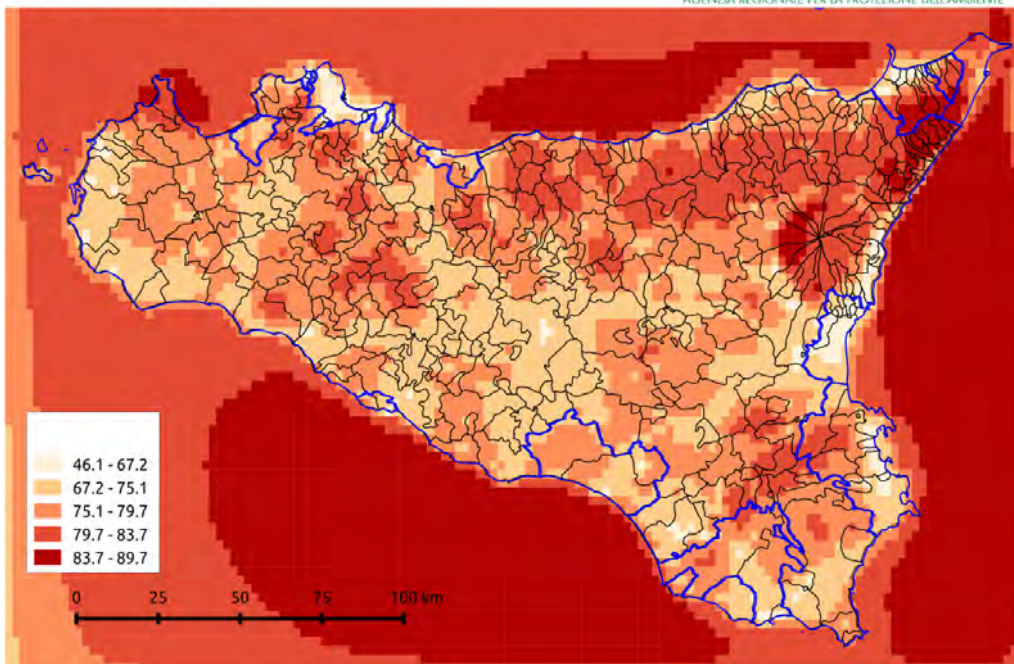 AGENZIA REGIONALE PER LA PROTEZIONE DELL'AMBIENTE
46.1 - 67.2
67.2 - 75.1
75.1 - 79.7
79.7 - 83.7
83.7 - 89.7
0 25 50 75 100 km